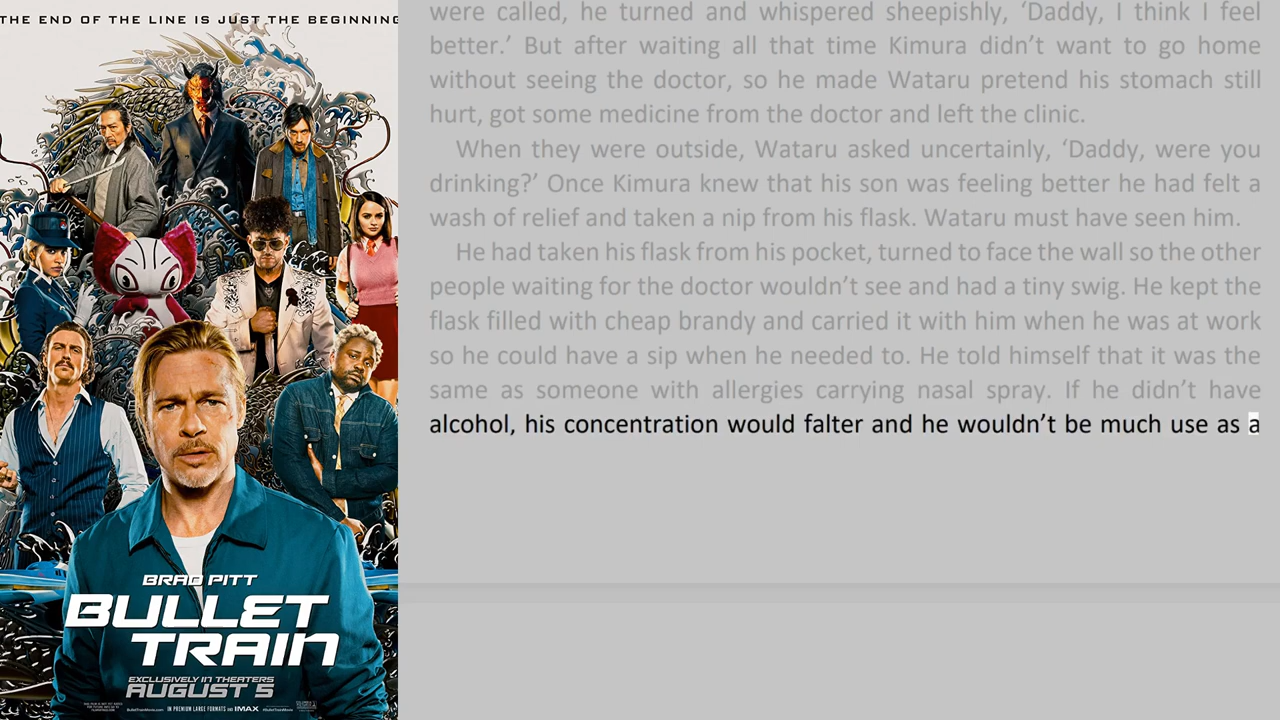 THE END OF THE LINE IS JUST THE BEGINNING
BRAD PITT
BULLET
TRAIN
EXCLUSIVELY IN THEATERS
AUGUST 5
BulletTrainMovie.com
IN PREMIUM LARGE FORMATS AND IMAX
#BulletTrainMovie
were called, he turned and whispered sheepishly, ‘Daddy, I think I feel
better.’ But after waiting all that time Kimura didn’t want to go home
without seeing the doctor, so he made Wataru pretend his stomach still
hurt, got some medicine from the doctor and left the clinic.
When they were outside, Wataru asked uncertainly, ‘Daddy, were you
drinking?’ Once Kimura knew that his son was feeling better he had felt a
wash of relief and taken a nip from his flask. Wataru must have seen him.
He had taken his flask from his pocket, turned to face the wall so the other
people waiting for the doctor wouldn’t see and had a tiny swig. He kept the
flask filled with cheap brandy and carried it with him when he was at work
so he could have a sip when he needed to. He told himself that it was the
same as someone with allergies carrying nasal spray. If he didn’t have
alcohol, his concentration would falter and he wouldn’t be much use as a